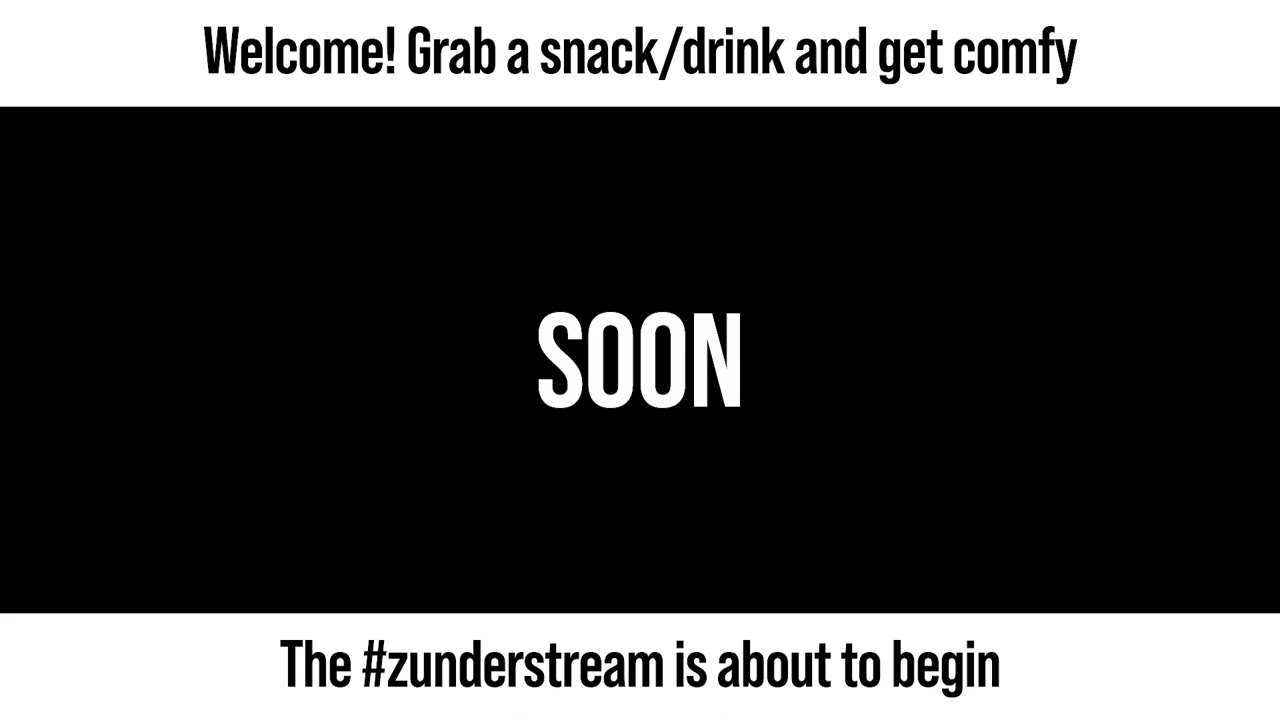 Welcome! Grab a snack/drink and get comfy
SOON
The #zunderstream is about to begin